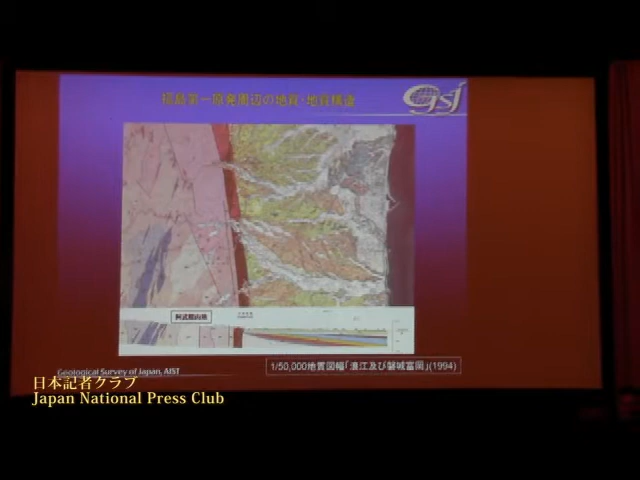 福島第一原発周辺の地質・地質構造
GSJ
阿武隈山地
Geological Survey of Japan, AIST
1/50,000地質図幅「浪江及び磐城富岡」(1994)
日本記者クラブ
Japan National Press Club